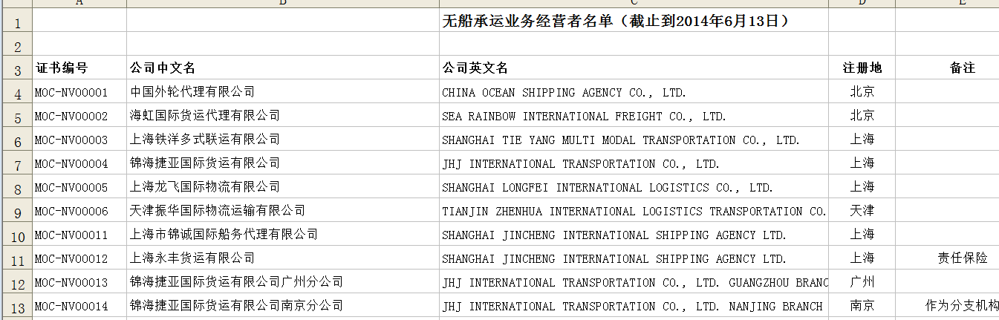 A B C D E
1 无船承运业务经营者名单（截止到2014年6月13日）
2
3 证书编号 公司中文名 公司英文名 注册地 备注
4 MOC-NV00001 中国外轮代理有限公司 CHINA OCEAN SHIPPING AGENCY CO., LTD. 北京
5 MOC-NV00002 海虹国际货运代理有限公司 SEA RAINBOW INTERNATIONAL FREIGHT CO., LTD. 北京
6 MOC-NV00003 上海铁洋多式联运有限公司 SHANGHAI TIE YANG MULTI MODAL TRANSPORTATION CO., LTD. 上海
7 MOC-NV00004 锦海捷亚国际货运有限公司 JHJ INTERNATIONAL TRANSPORTATION CO., LTD. 上海
8 MOC-NV00005 上海龙飞国际物流有限公司 SHANGHAI LONGFEI INTERNATIONAL LOGISTICS CO., LTD. 上海
9 MOC-NV00006 天津振华国际物流运输有限公司 TIANJIN ZHENHUA INTERNATIONAL LOGISTICS TRANSPORTATION CO. 天津
10 MOC-NV00011 上海市锦诚国际船务代理有限公司 SHANGHAI JINCHENG INTERNATIONAL SHIPPING AGENCY LTD. 上海
11 MOC-NV00012 上海永丰货运有限公司 SHANGHAI JINCHENG INTERNATIONAL SHIPPING AGENCY LTD. 上海 责任保险
12 MOC-NV00013 锦海捷亚国际货运有限公司广州分公司 JHJ INTERNATIONAL TRANSPORTATION CO., LTD. GUANGZHOU BRANC 广州
13 MOC-NV00014 锦海捷亚国际货运有限公司南京分公司 JHJ INTERNATIONAL TRANSPORTATION CO., LTD. NANJING BRANCH 南京 作为分支机构